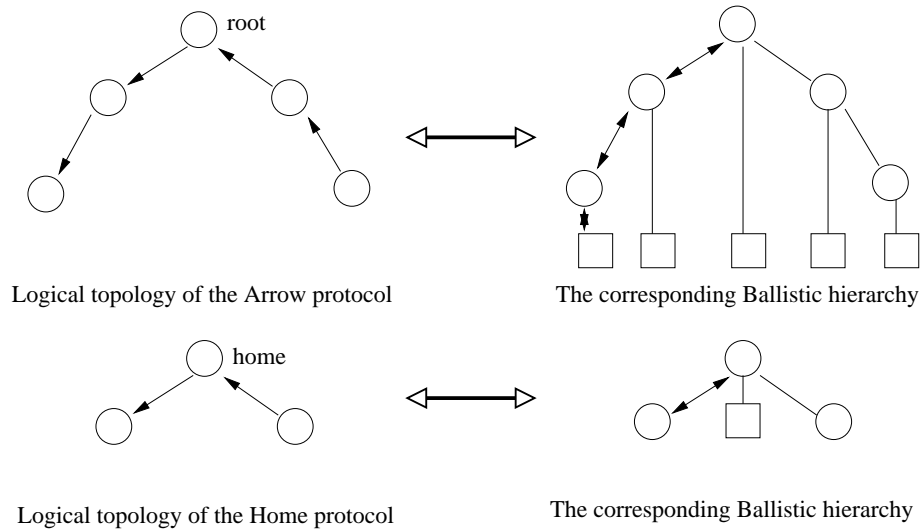 root
Logical topology of the Arrow protocol
The corresponding Ballistic hierarchy
home
Logical topology of the Home protocol
The corresponding Ballistic hierarchy